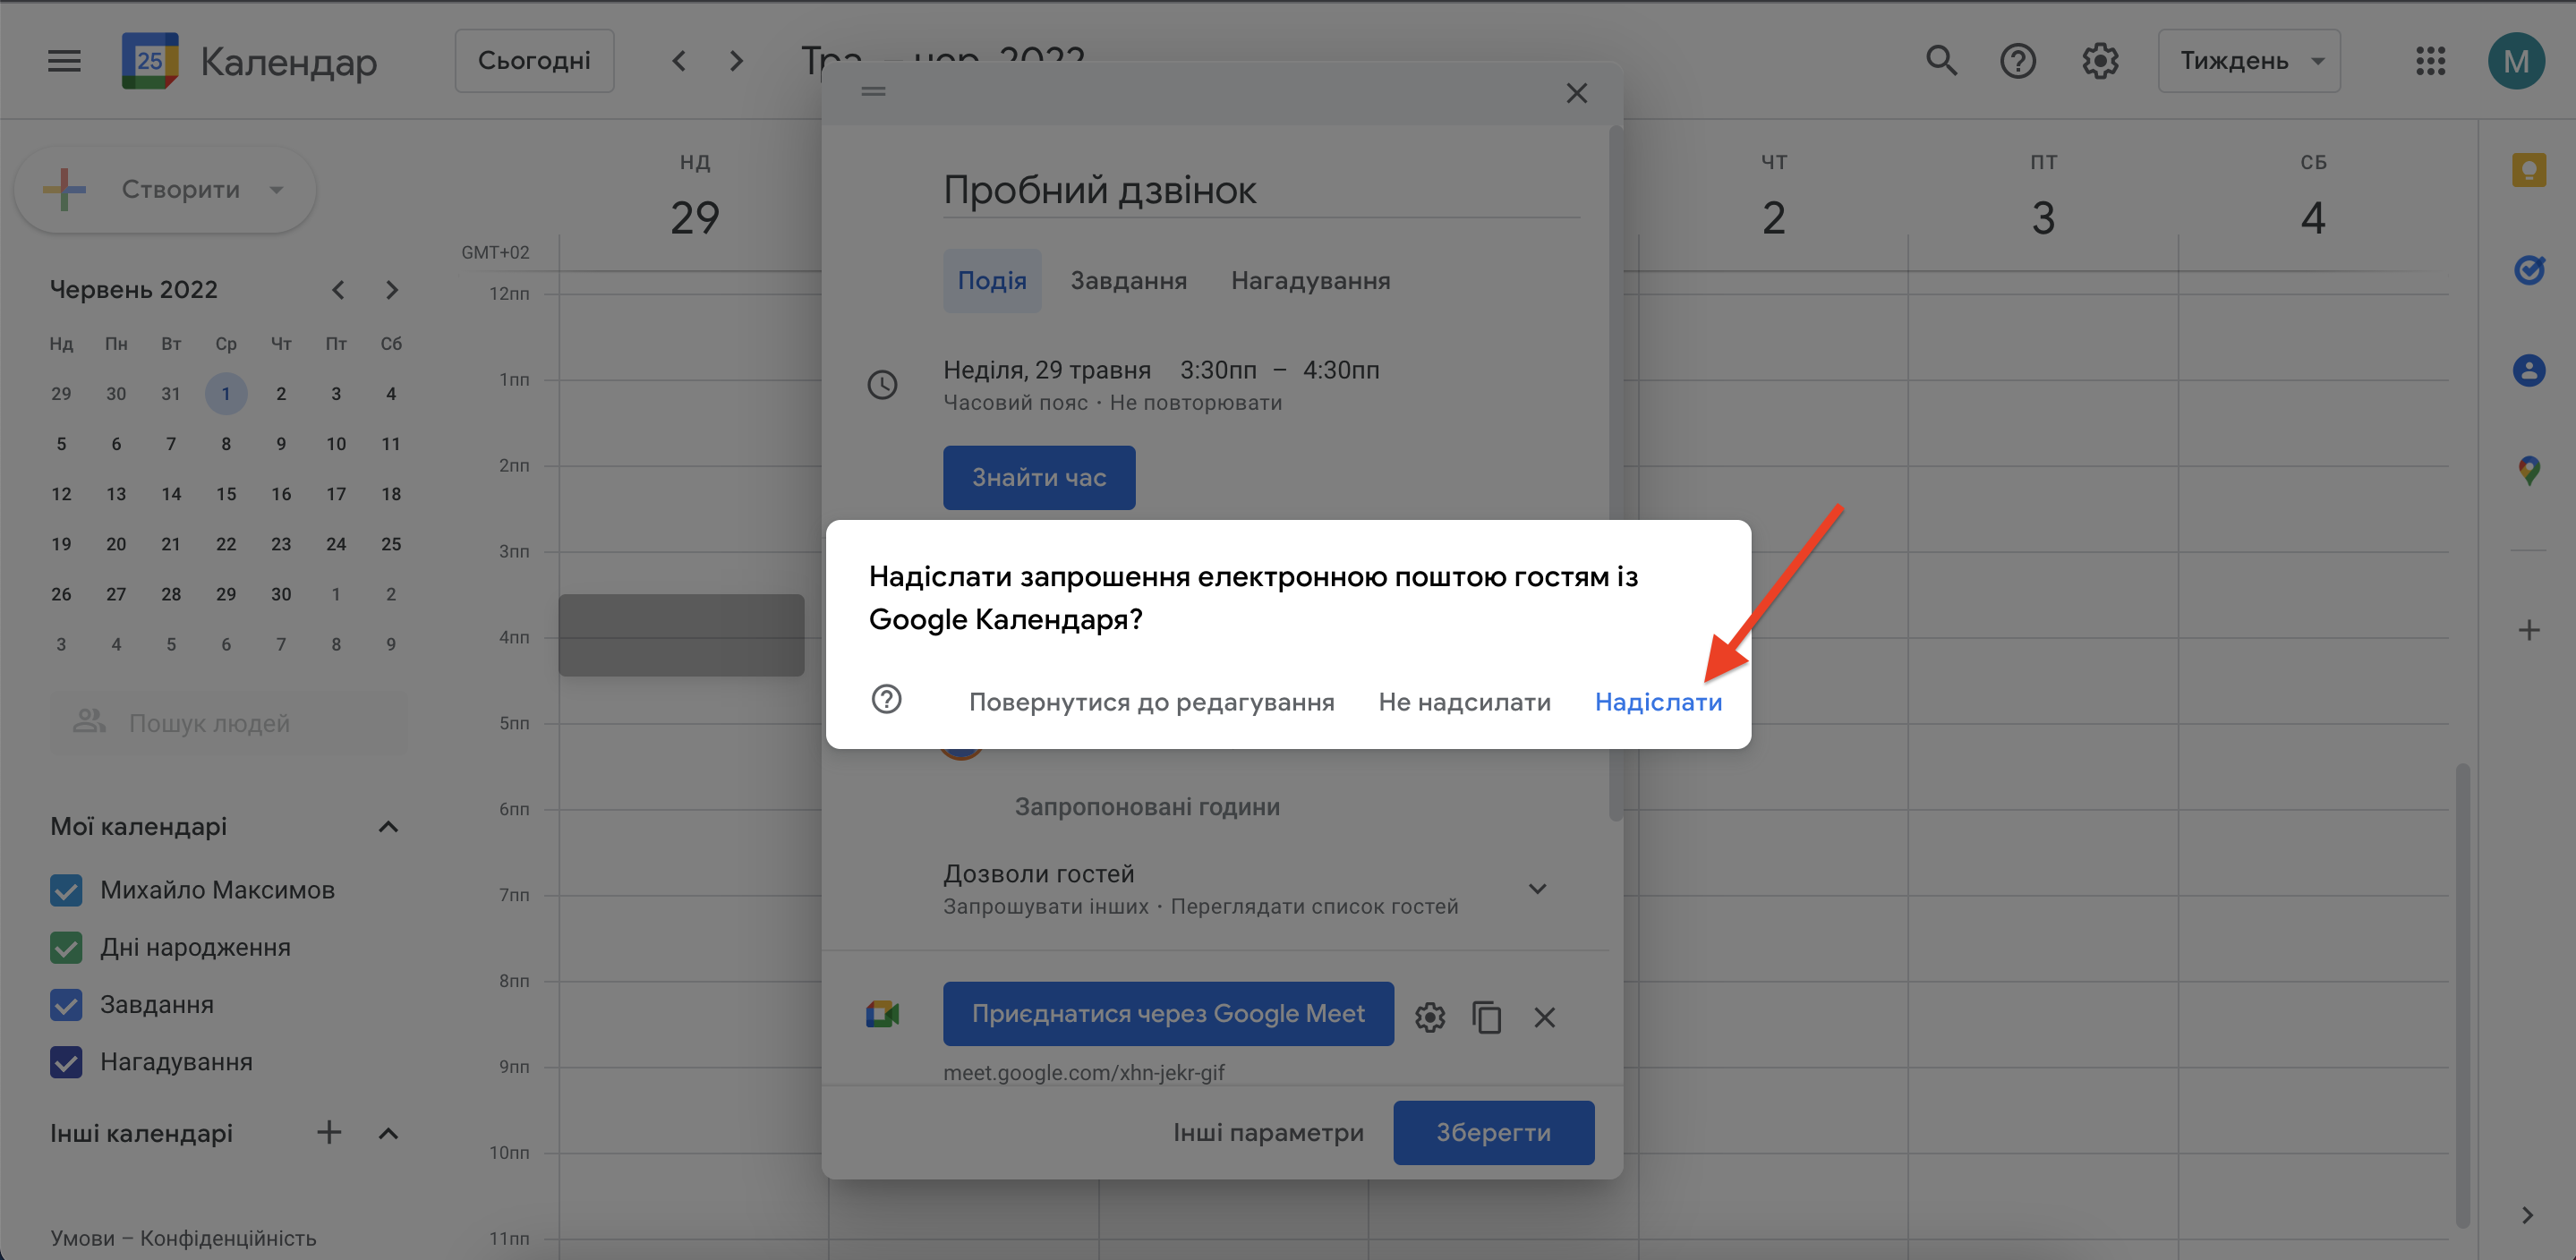 25 Календар
Сьогодні
Тра. – чер. 2022
Тиждень
M
Створити
Червень 2022
Нд Пн Вт Ср Чт Пт Сб
29 30 31 1 2 3 4
5 6 7 8 9 10 11
12 13 14 15 16 17 18
19 20 21 22 23 24 25
26 27 28 29 30 1 2
3 4 5 6 7 8 9
Пошук людей
Мої календарі
Михайло Максимов
Дні народження
Завдання
Нагадування
Інші календарі
Умови – Конфіденційність
НД
29
ЧТ
2
ПТ
3
СБ
4
GMT+02
12пп
1пп
2пп
3пп
4пп
5пп
6пп
7пп
8пп
9пп
10пп
11пп
Пробний дзвінок
Подія Завдання Нагадування
Неділя, 29 травня 3:30пп – 4:30пп
Часовий пояс · Не повторювати
Знайти час
Надіслати запрошення електронною поштою гостям із
Google Календаря?
Повернутися до редагування Не надсилати Надіслати
Запропоновані години
Дозволи гостей
Запрошувати інших · Переглядати список гостей
Приєднатися через Google Meet
meet.google.com/xhn-jekr-gif
Інші параметри Зберегти